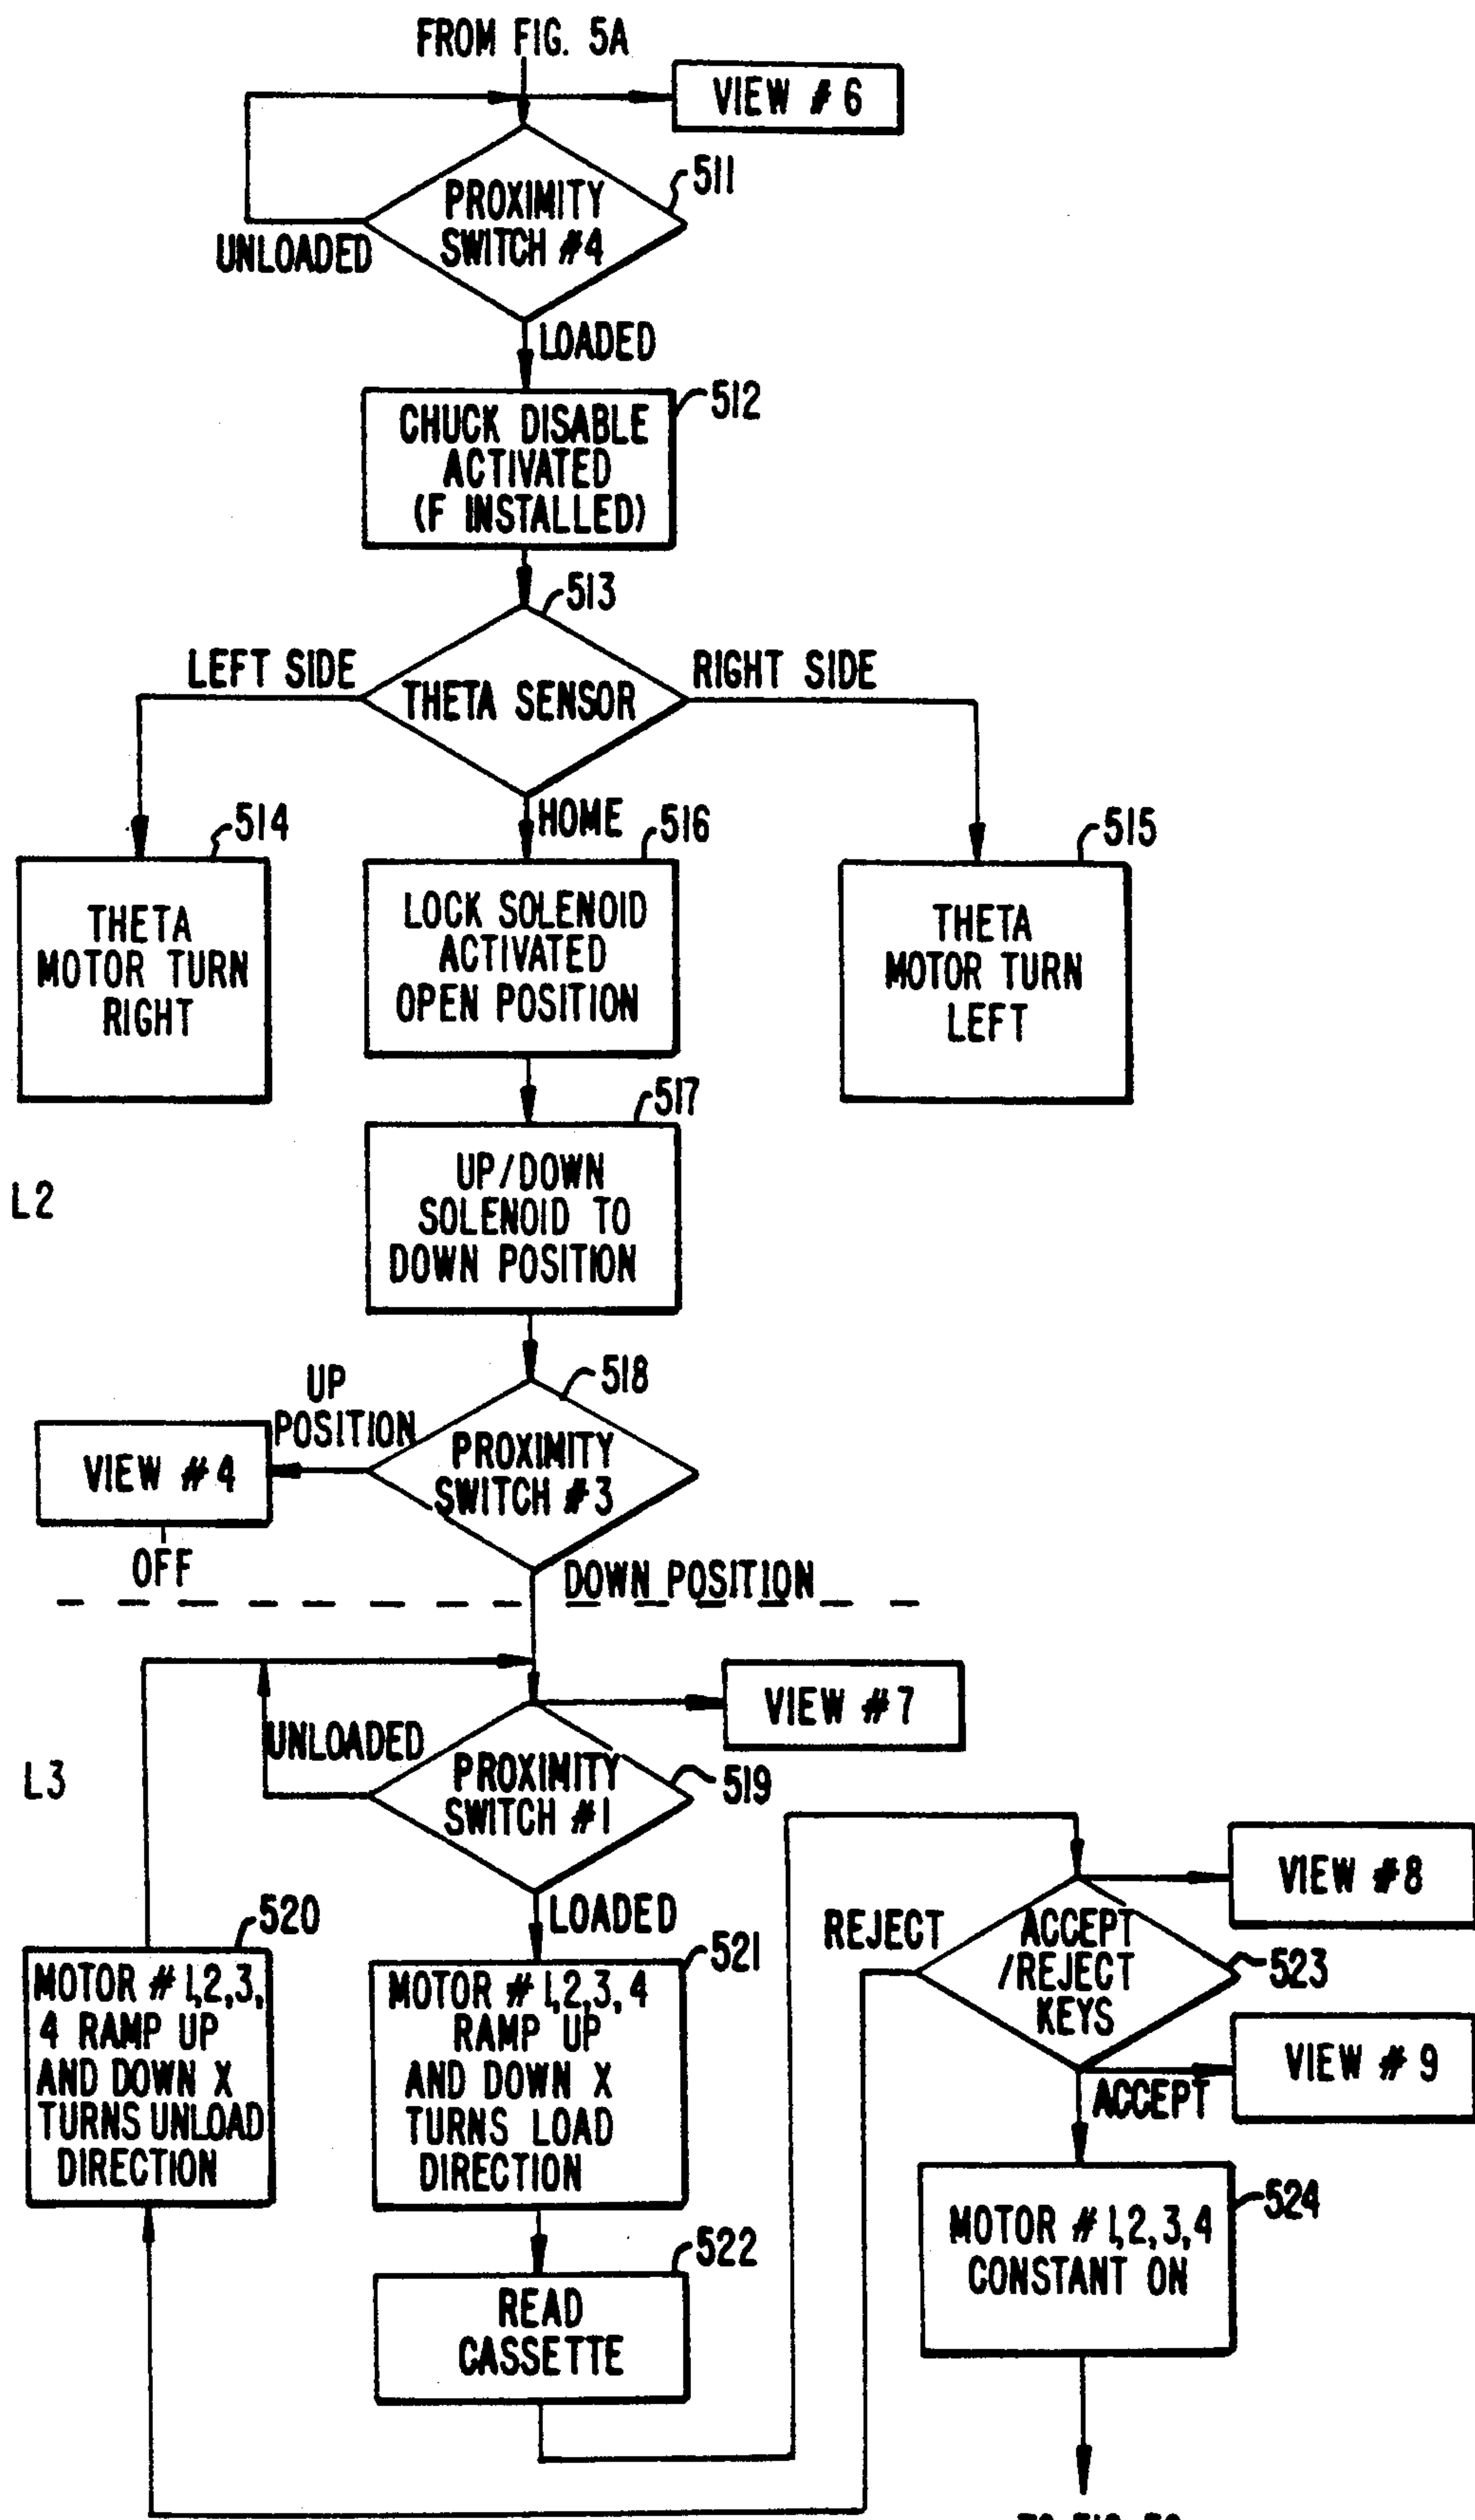 FROM FIG. 5A
VIEW # 6
511
PROXIMITY
SWITCH #4
UNLOADED
LOADED
512
CHUCK DISABLE
ACTIVATED
(F INSTALLED)
513
LEFT SIDE
THETA SENSOR
RIGHT SIDE
514
THETA
MOTOR TURN
RIGHT
HOME
516
LOCK SOLENOID
ACTIVATED
OPEN POSITION
515
THETA
MOTOR TURN
LEFT
517
UP/DOWN
SOLENOID TO
DOWN POSITION
L2
518
UP
POSITION
PROXIMITY
SWITCH #3
VIEW #4
OFF
DOWN POSITION
VIEW #7
UNLOADED
PROXIMITY
SWITCH #1
519
L3
LOADED
520
MOTOR # 1,2,3,
4 RAMP UP
AND DOWN X
TURNS UNLOAD
DIRECTION
521
MOTOR # 1,2,3,4
RAMP UP
AND DOWN X
TURNS LOAD
DIRECTION
522
READ
CASSETTE
VIEW #8
REJECT
ACCEPT
/REJECT
KEYS
523
VIEW # 9
ACCEPT
524
MOTOR # 1,2,3,4
CONSTANT ON